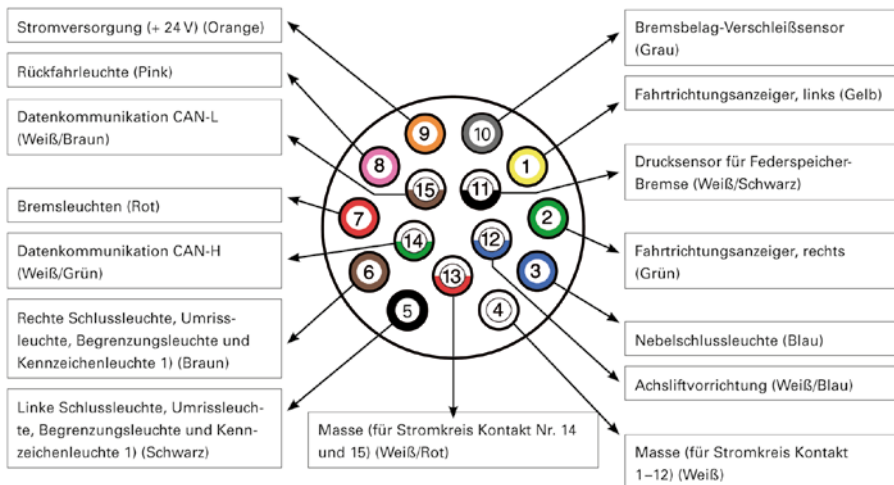 Stromversorgung (+ 24 V) (Orange)
Rückfahrleuchte (Pink)
Datenkommunikation CAN-L
(Weiß/Braun)
Bremsleuchten (Rot)
Datenkommunikation CAN-H
(Weiß/Grün)
Rechte Schlussleuchte, Umriss-
leuchte, Begrenzungsleuchte und
Kennzeichenleuchte 1) (Braun)
Linke Schlussleuchte, Umrissleuch-
te, Begrenzungsleuchte und Kenn-
zeichenleuchte 1) (Schwarz)
9
10
8
1
15
11
7
2
14
12
6
13
3
5
4
Masse (für Stromkreis Kontakt Nr. 14
und 15) (Weiß/Rot)
Bremsbelag-Verschleißsensor
(Grau)
Fahrtrichtungsanzeiger, links (Gelb)
Drucksensor für Federspeicher-
Bremse (Weiß/Schwarz)
Fahrtrichtungsanzeiger, rechts
(Grün)
Nebelschlussleuchte (Blau)
Achsliftvorrichtung (Weiß/Blau)
Masse (für Stromkreis Kontakt
1–12) (Weiß)